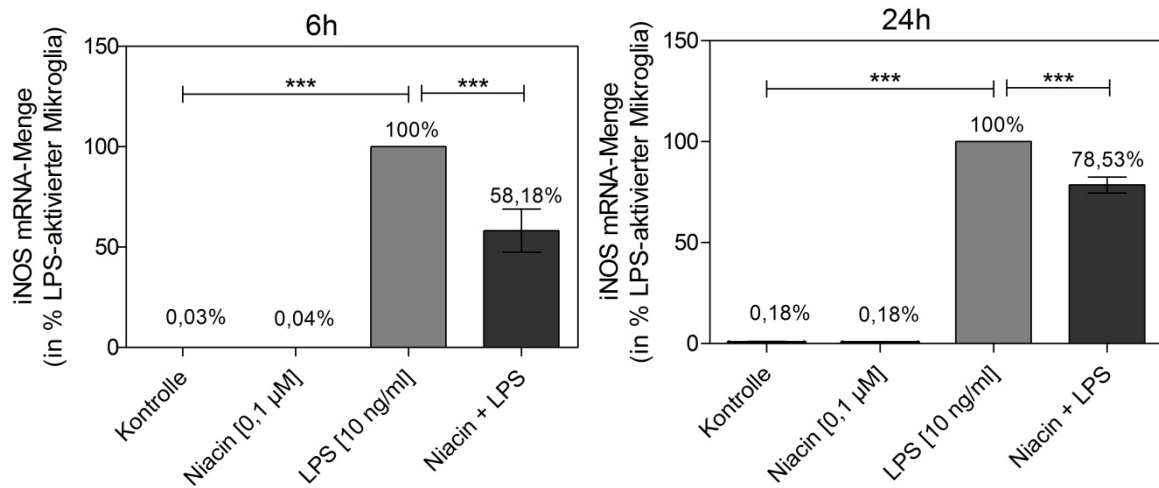 6h
iNOS mRNA-Menge
(in % LPS-aktivierter Mikroglia)
150
100
50
0
***
***
0,03%
0,04%
100%
58,18%
Kontrolle
Niacin [0,1 µM]
LPS [10 ng/ml]
Niacin + LPS
24h
iNOS mRNA-Menge
(in % LPS-aktivierter Mikroglia)
150
100
50
0
***
***
0,18%
0,18%
100%
78,53%
Kontrolle
Niacin [0,1 µM]
LPS [10 ng/ml]
Niacin + LPS